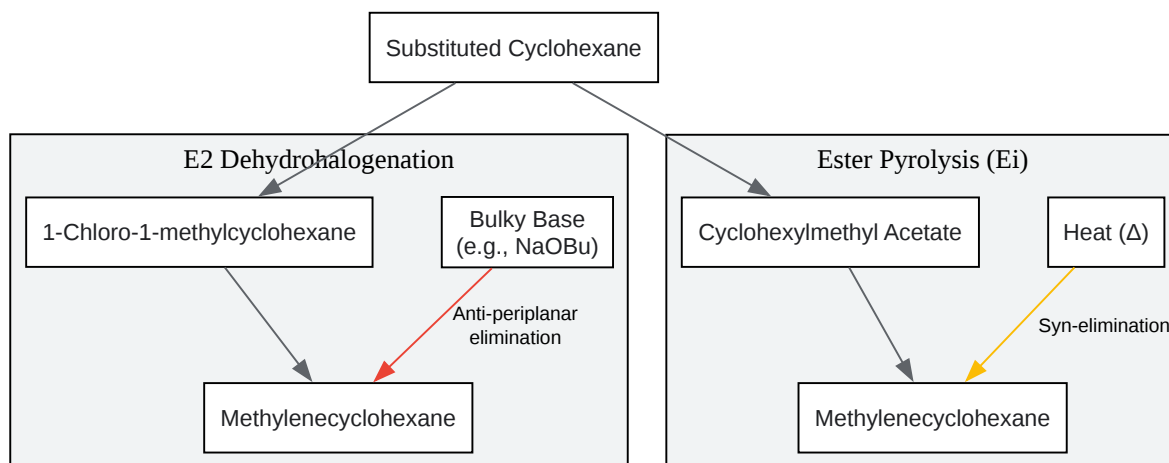 Substituted Cyclohexane
E2 Dehydrohalogenation
1-Chloro-1-methylcyclohexane
Bulky Base
(e.g., NaOBu)
Anti-periplanar
elimination
Methylenecyclohexane
Ester Pyrolysis (Ei)
Cyclohexylmethyl Acetate
Heat (Δ)
Syn-elimination
Methylenecyclohexane